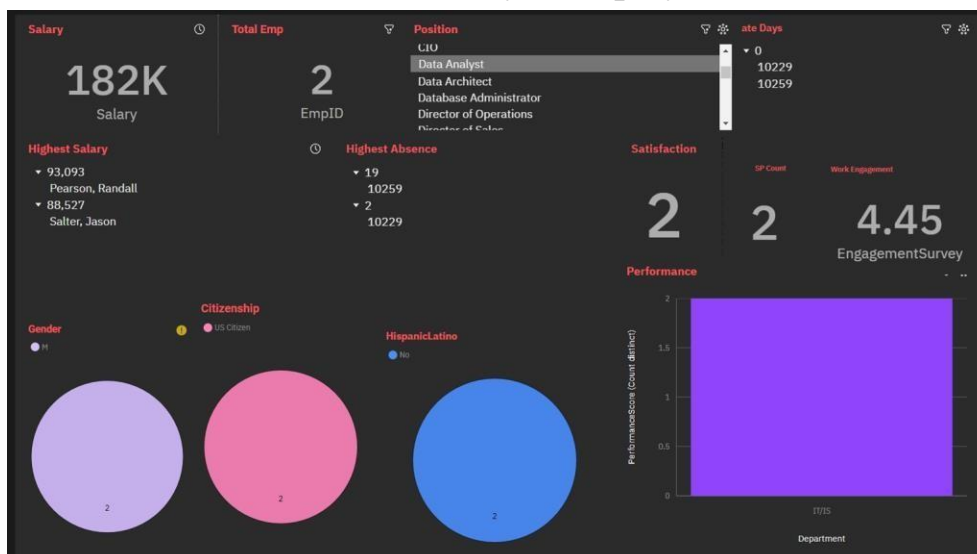 Salary
182K
Salary
Total Emp
2
EmpID
Position
CIO
Data Analyst
Data Architect
Database Administrator
Director of Operations
Director of Sales
ate Days
0
10229
10259
Highest Salary
93,093
Pearson, Randall
88,527
Salter, Jason
Highest Absence
19
10259
2
10229
Satisfaction
2
SP Count
2
Work Engagement
4.45
EngagementSurvey
Gender
M
2
Citizenship
US Citizen
2
HispanicLatino
No
2
Performance
PerformanceScore (Count distinct)
2
1.5
1
0.5
0
IT/IS
Department